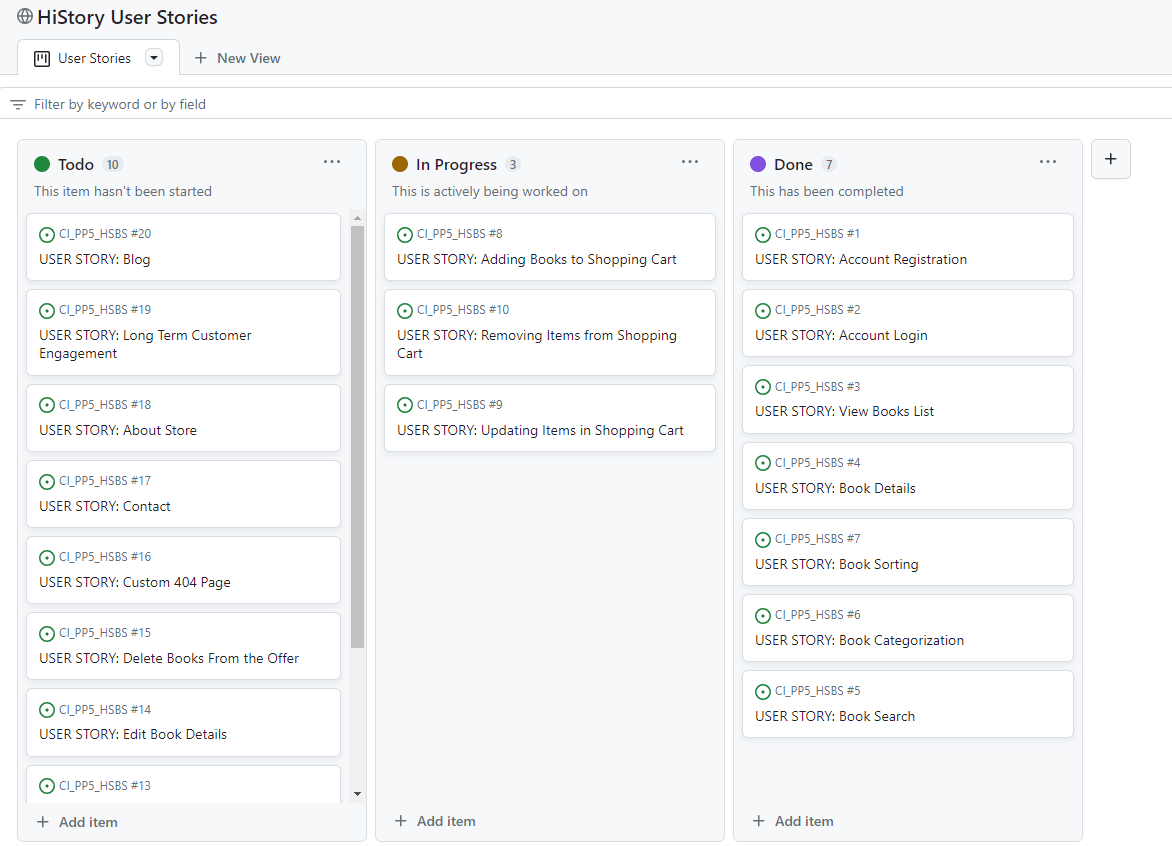 HiStory User Stories
User Stories
New View
Filter by keyword or by field
Todo 10
This item hasn't been started
CI_PP5_HSBS #20
USER STORY: Blog
CI_PP5_HSBS #19
USER STORY: Long Term Customer
Engagement
CI_PP5_HSBS #18
USER STORY: About Store
CI_PP5_HSBS #17
USER STORY: Contact
CI_PP5_HSBS #16
USER STORY: Custom 404 Page
CI_PP5_HSBS #15
USER STORY: Delete Books From the Offer
CI_PP5_HSBS #14
USER STORY: Edit Book Details
CI_PP5_HSBS #13
Add item
In Progress 3
This is actively being worked on
CI_PP5_HSBS #8
USER STORY: Adding Books to Shopping Cart
CI_PP5_HSBS #10
USER STORY: Removing Items from Shopping
Cart
CI_PP5_HSBS #9
USER STORY: Updating Items in Shopping Cart
Add item
Done 7
This has been completed
CI_PP5_HSBS #1
USER STORY: Account Registration
CI_PP5_HSBS #2
USER STORY: Account Login
CI_PP5_HSBS #3
USER STORY: View Books List
CI_PP5_HSBS #4
USER STORY: Book Details
CI_PP5_HSBS #7
USER STORY: Book Sorting
CI_PP5_HSBS #6
USER STORY: Book Categorization
CI_PP5_HSBS #5
USER STORY: Book Search
Add item